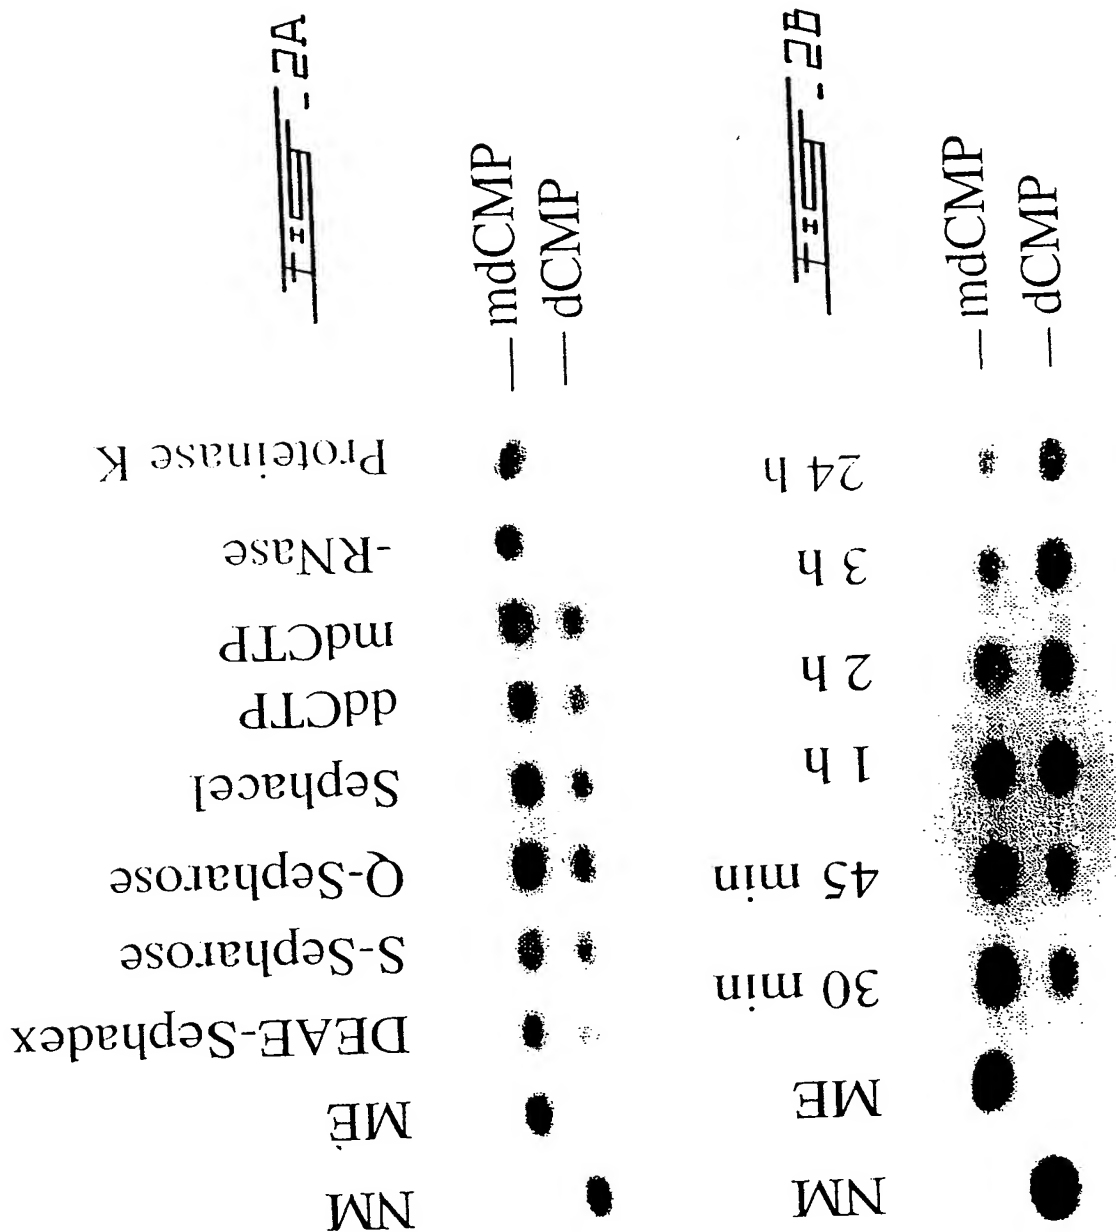 Fig-2A
NM
ME
DEAE-Sephadex
S-Sepharose
Q-Sepharose
Sephacel
ddCTP
mdCTP
-RNase
Proteinase K
— mdCMP
— dCMP
Fig-2B
NM
ME
30 min
45 min
1 h
2 h
3 h
24 h
— mdCMP
— dCMP